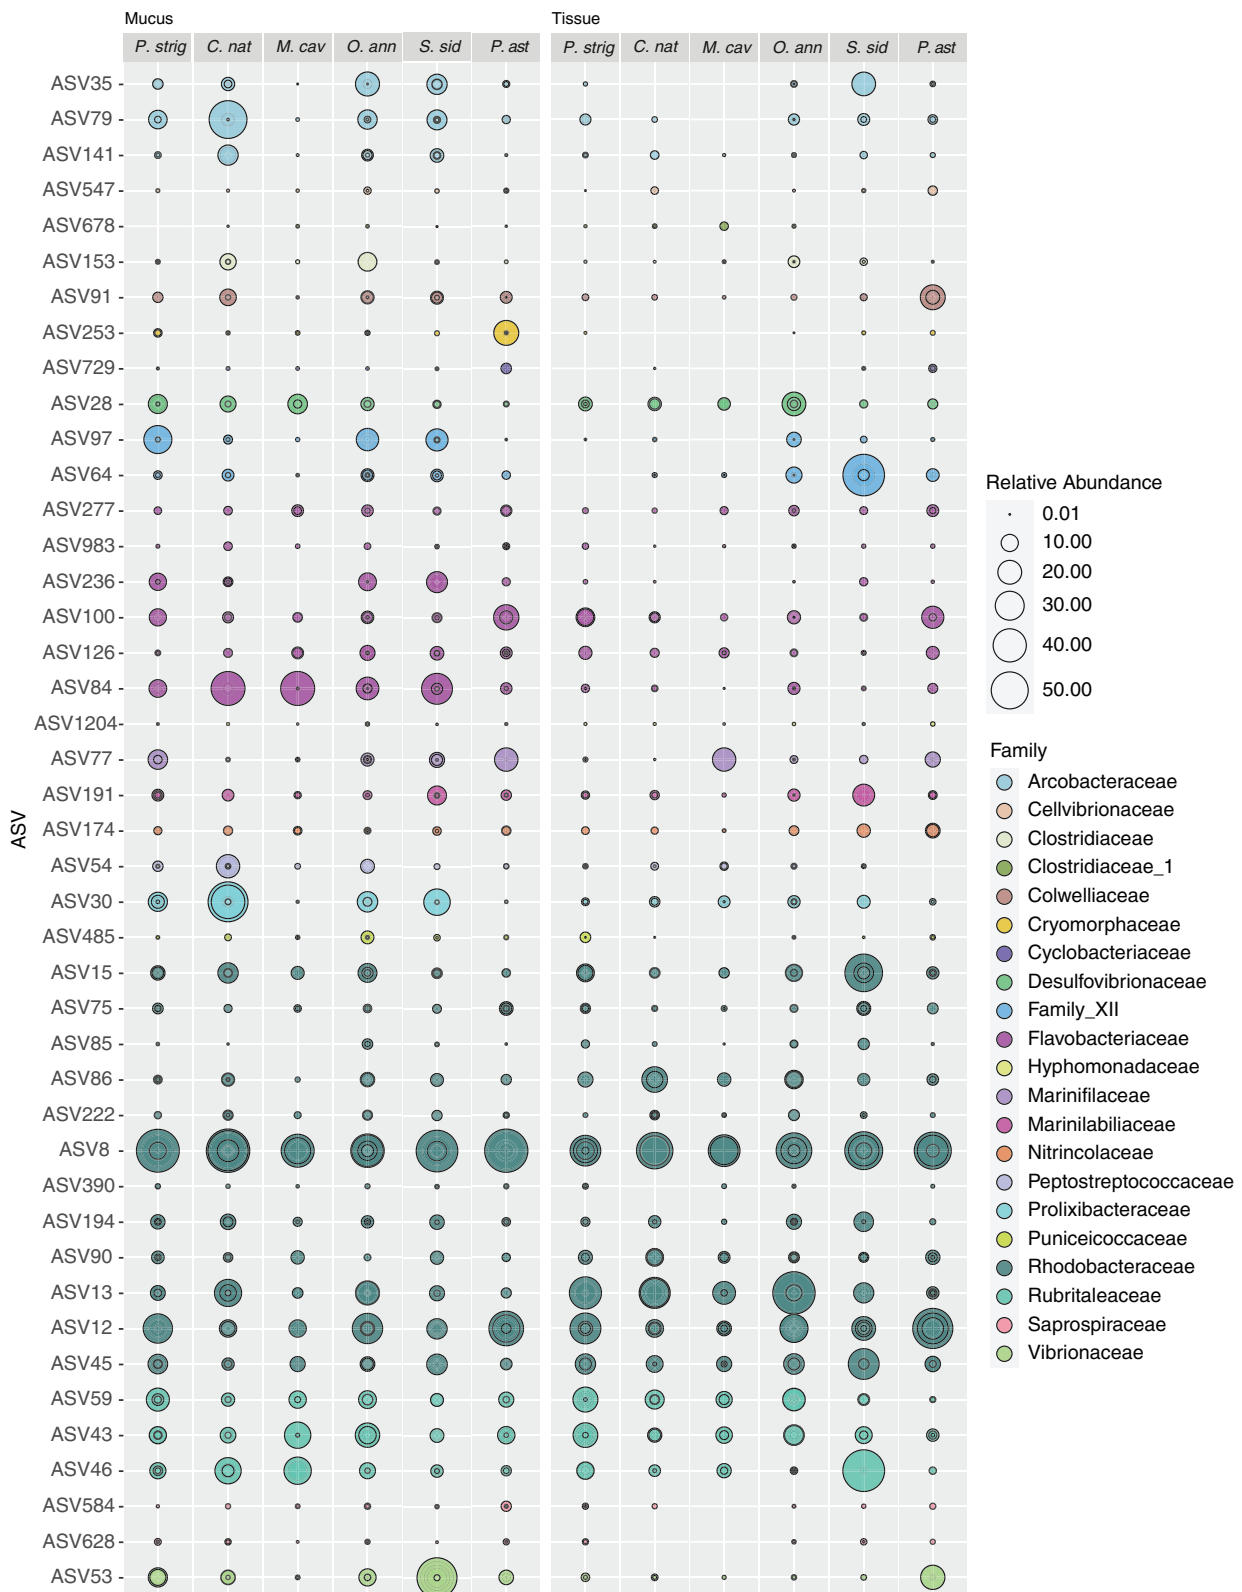 Mucus Tissue
P. strig C. nat M. cav O. ann S. sid P. ast P. strig C. nat M. cav O. ann S. sid P. ast
ASV35
ASV79
ASV141
ASV547
ASV678
ASV153
ASV91
ASV253
ASV729
ASV28
ASV97
ASV64
ASV277
ASV983
ASV236
ASV100
ASV126
ASV84
ASV1204
ASV77
ASV191
ASV174
ASV54
ASV30
ASV485
ASV15
ASV75
ASV85
ASV86
ASV222
ASV8
ASV390
ASV194
ASV90
ASV13
ASV12
ASV45
ASV59
ASV43
ASV46
ASV584
ASV628
ASV53
ASV
Relative Abundance
0.01
10.00
20.00
30.00
40.00
50.00
Family
Arcobacteraceae
Cellvibrionaceae
Clostridiaceae
Clostridiaceae_1
Colwelliaceae
Cryomorphaceae
Cyclobacteriaceae
Desulfovibrionaceae
Family_XII
Flavobacteriaceae
Hyphomonadaceae
Marinifilaceae
Marinilabiliaceae
Nitrincolaceae
Peptostreptococcaceae
Prolixibacteraceae
Puniceicoccaceae
Rhodobacteraceae
Rubritaleaceae
Saprospiraceae
Vibrionaceae